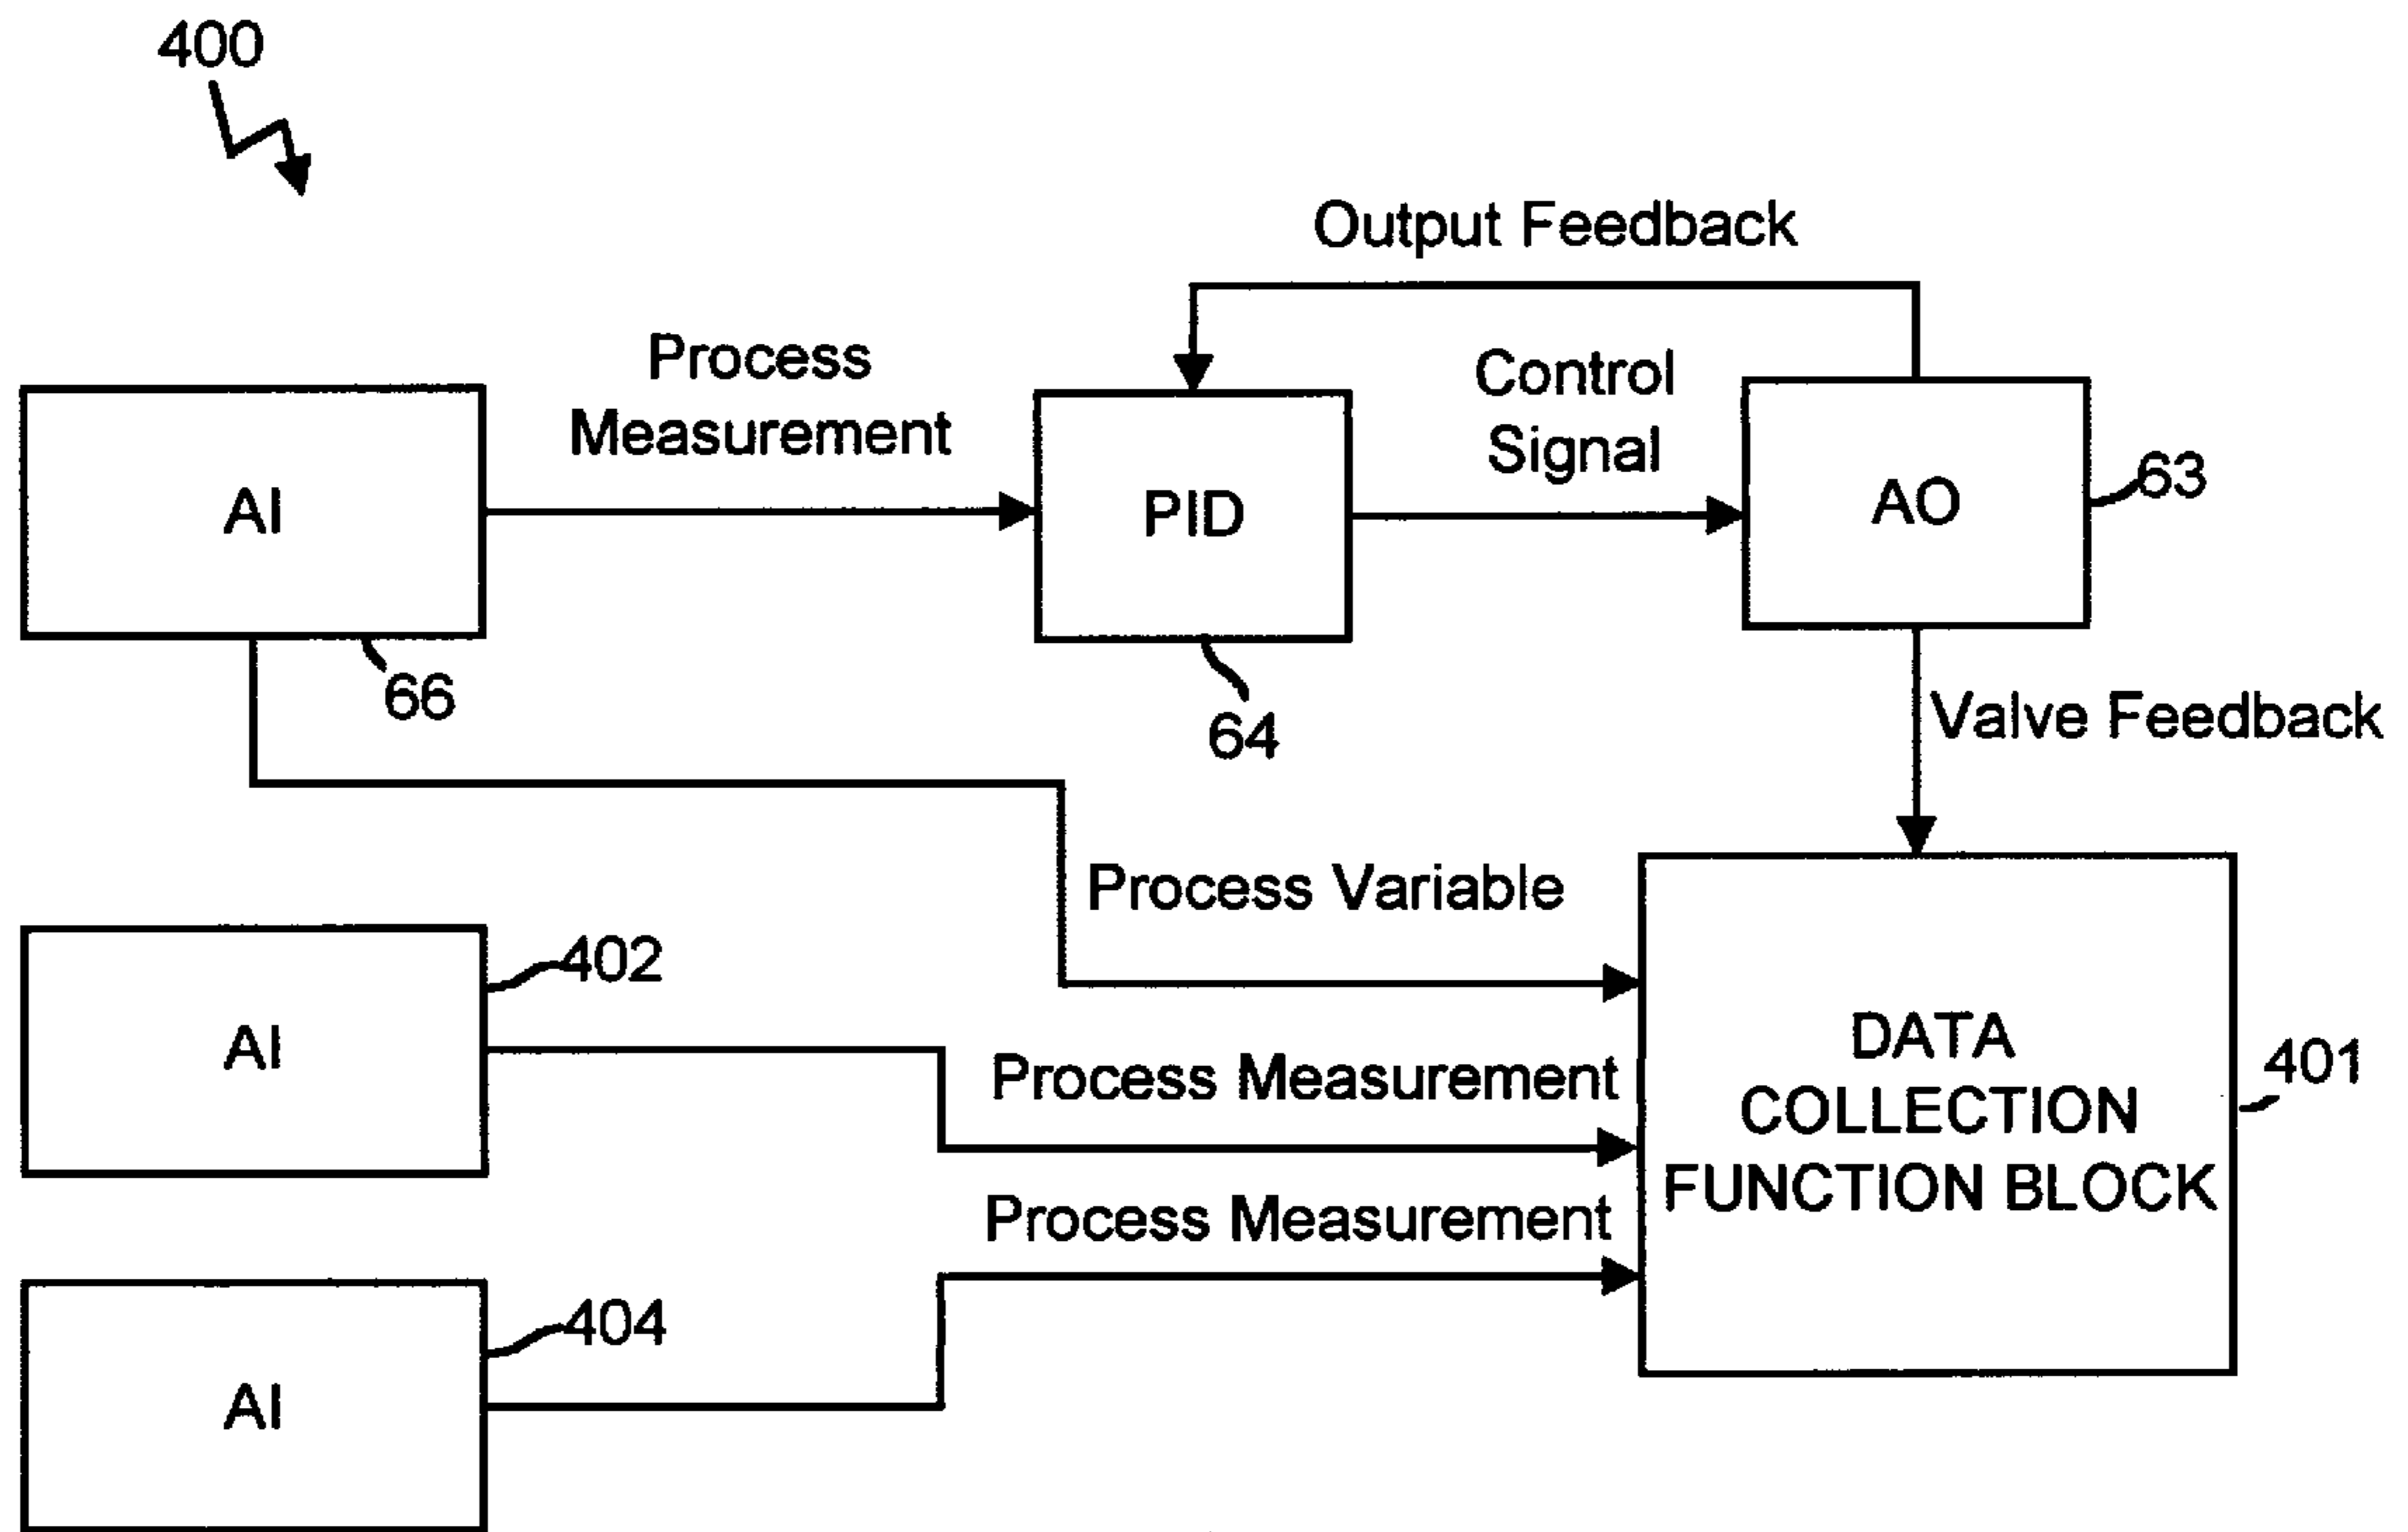 400
Output Feedback
Process
Measurement
Control
Signal
AI
PID
AO
63
66
64
Valve Feedback
Process Variable
402
AI
Process Measurement
DATA
COLLECTION
FUNCTION BLOCK
401
Process Measurement
404
AI